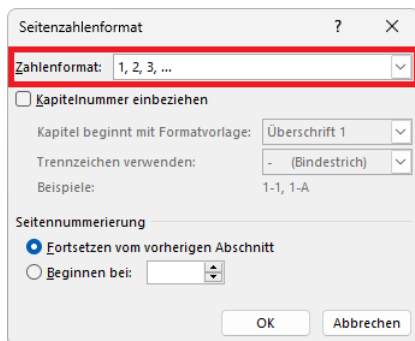 Seitenzahlenformat ?
Zahlenformat: 1, 2, 3, ...
Kapitelnummer einbeziehen
Kapitel beginnt mit Formatvorlage: Überschrift 1
Trennzeichen verwenden: - (Bindestrich)
Beispiele: 1-1, 1-A
Seitennummerierung
Fortsetzen vom vorherigen Abschnitt
Beginnen bei:
OK Abbrechen